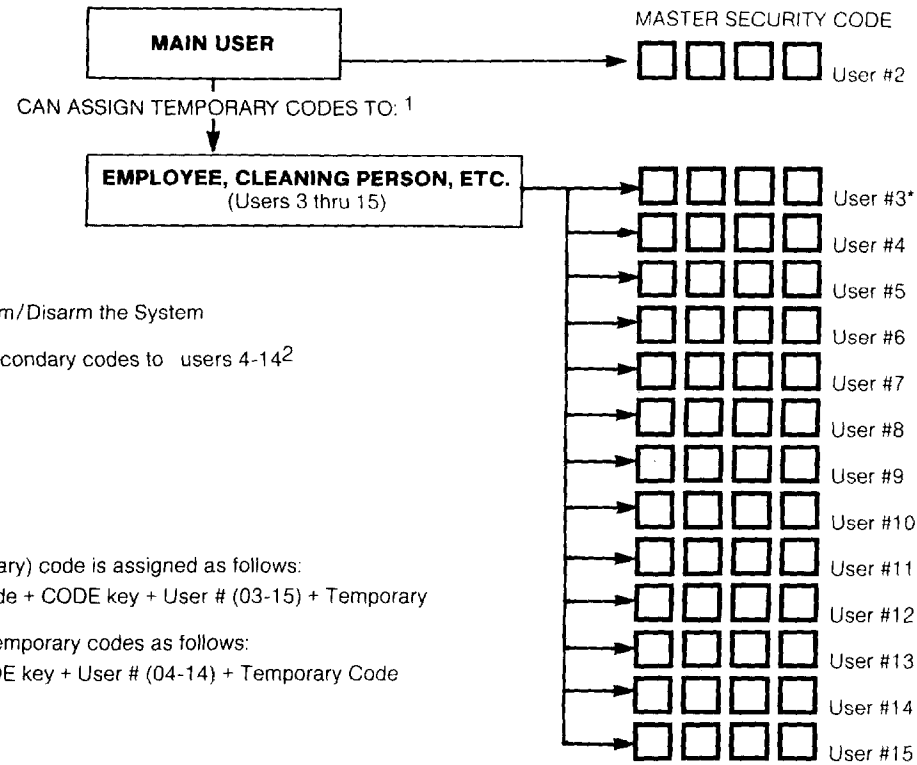 MASTER SECURITY CODE
MAIN USER
User #2
CAN ASSIGN TEMPORARY CODES TO: 1
EMPLOYEE, CLEANING PERSON, ETC.
(Users 3 thru 15)
User #3*
User #4
User #5
User #6
User #7
User #8
User #9
User #10
User #11
User #12
User #13
User #14
User #15
m/Disarm the System
condary codes to users 4-142
ary) code is assigned as follows:
de + CODE key + User # (03-15) + Temporary
emporary codes as follows:
DE key + User # (04-14) + Temporary Code